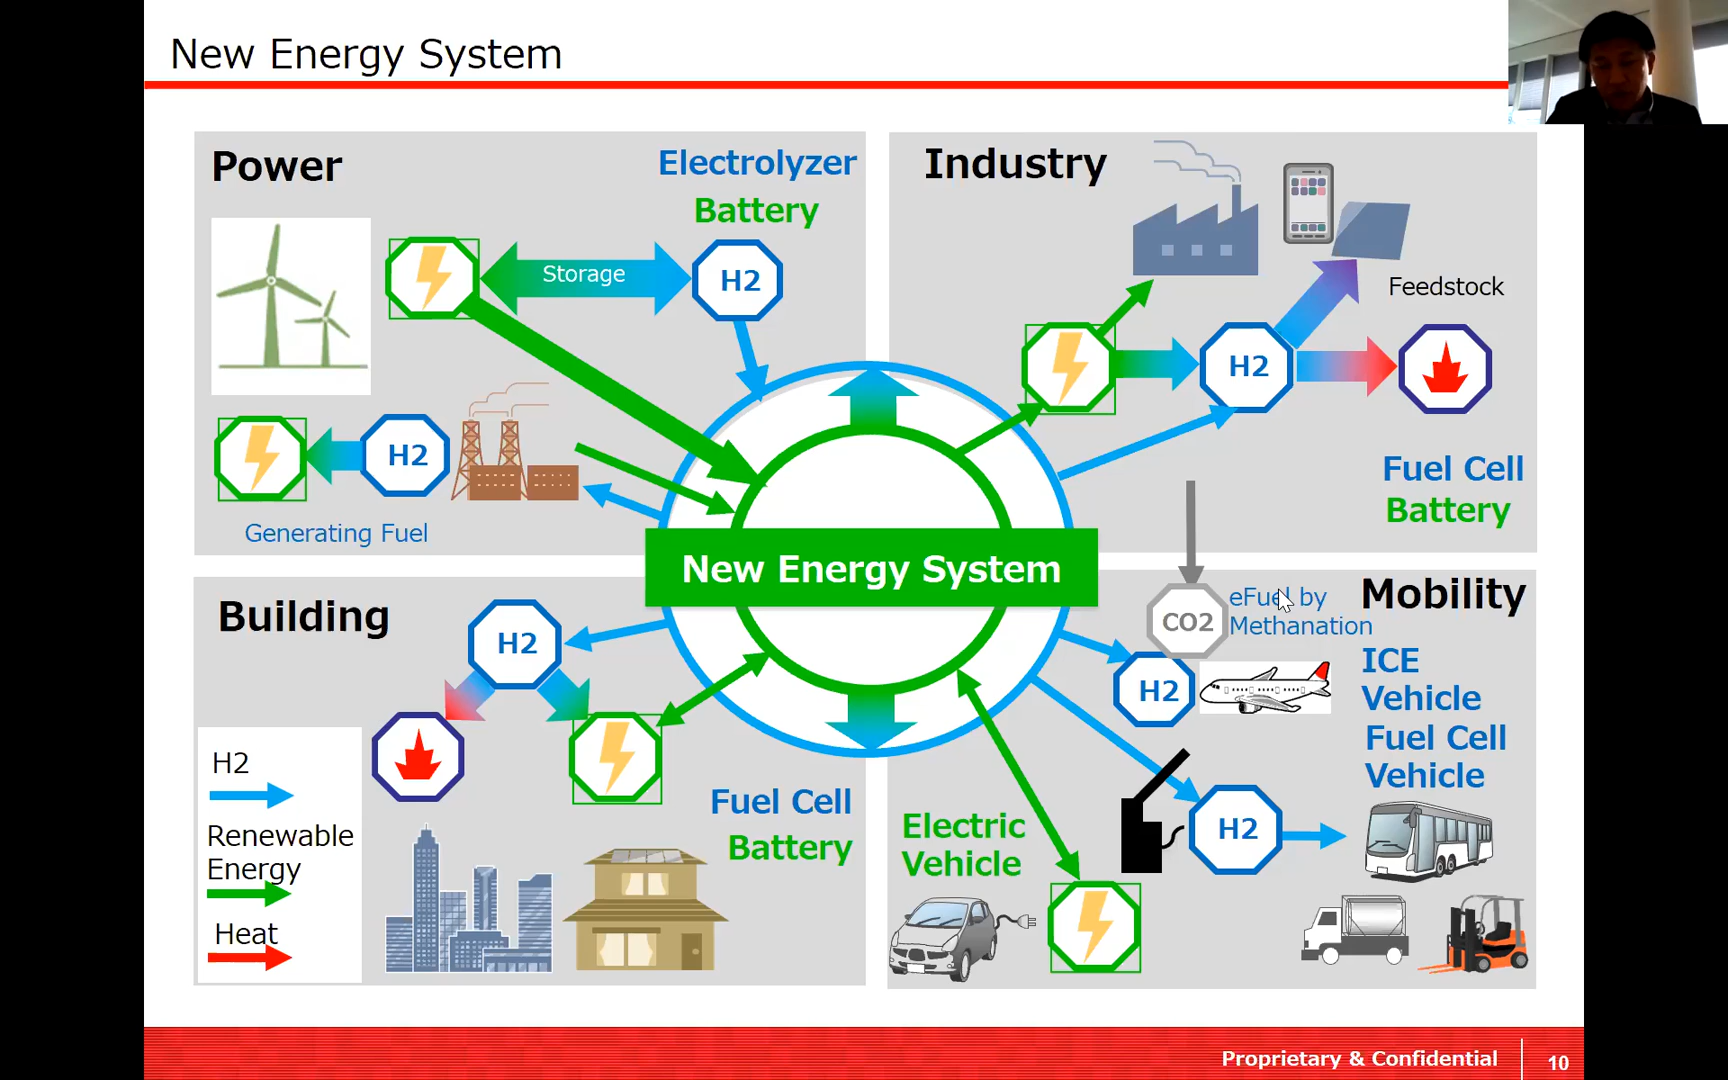 New Energy System
Power
Electrolyzer
Battery
Storage
H2
H2
Generating Fuel
Industry
Feedstock
H2
Fuel Cell
Battery
New Energy System
Building
H2
Fuel Cell
Battery
H2
Renewable
Energy
Heat
Mobility
CO2
eFuel by
Methanation
H2
ICE
Vehicle
Fuel Cell
Vehicle
H2
Electric
Vehicle
Proprietary & Confidential
10